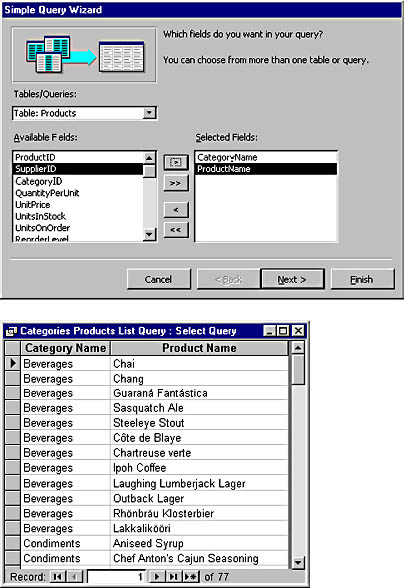 Simple Query Wizard
Which fields do you want in your query?
You can choose from more than one table or query.
Tables/Queries:
Table: Products
Available Fields:
Selected Fields:
ProductID
SupplierID
CategoryID
QuantityPerUnit
UnitPrice
UnitsInStock
UnitsOnOrder
ReorderLevel
>
>>
<
<<
CategoryName
ProductName
Cancel
< Back
Next >
Finish
Categories Products List Query : Select Query
Category Name Product Name
Beverages Chai
Beverages Chang
Beverages Guaraná Fantástica
Beverages Sasquatch Ale
Beverages Steeleye Stout
Beverages Côte de Blaye
Beverages Chartreuse verte
Beverages Ipoh Coffee
Beverages Laughing Lumberjack Lager
Beverages Outback Lager
Beverages Rhönbräu Klosterbier
Beverages Lakkalikööri
Condiments Aniseed Syrup
Condiments Chef Anton's Cajun Seasoning
Record: 1 of 77